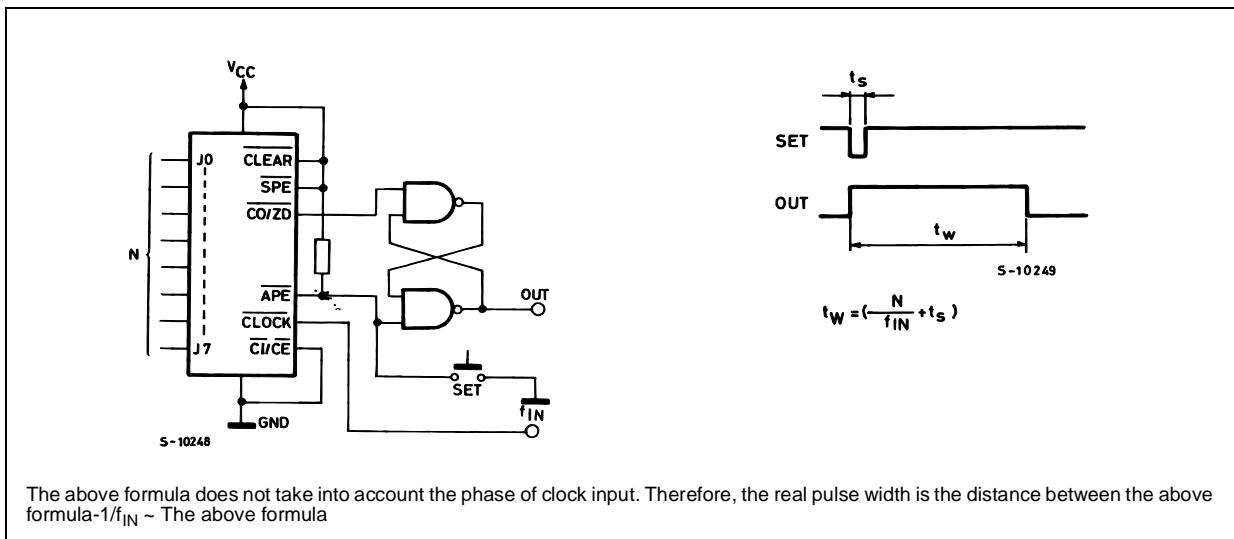 VCC
J0
CLEAR
SPE
CO/ZD
N
APE
CLOCK
J7
CI/CE
GND
S-10248
OUT
SET
fIN
tS
SET
OUT
tW
S-10249
tW = (N/fIN + tS)
The above formula does not take into account the phase of clock input. Therefore, the real pulse width is the distance between the above
formula-1/fIN ~ The above formula